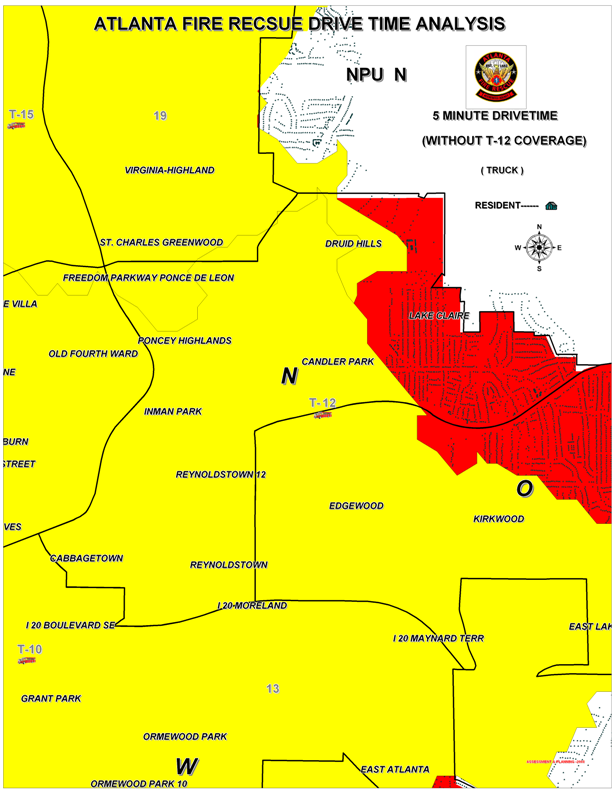 ATLANTA FIRE RECSUE DRIVE TIME ANALYSIS
NPU N
ATLANTA
5 MINUTE DRIVETIME
(WITHOUT T-12 COVERAGE)
( TRUCK )
RESIDENT------
N
W
E
S
T-15
19
VIRGINIA-HIGHLAND
ST. CHARLES GREENWOOD
DRUID HILLS
FREEDOM PARKWAY PONCE DE LEON
E VILLA
LAKE CLAIRE
PONCEY HIGHLANDS
OLD FOURTH WARD
CANDLER PARK
NE
N
T-12
INMAN PARK
BURN
STREET
REYNOLDSTOWN 12
O
EDGEWOOD
KIRKWOOD
VES
CABBAGETOWN
REYNOLDSTOWN
I 20-MORELAND
I 20 BOULEVARD SE
EAST LAK
I 20 MAYNARD TERR
T-10
13
GRANT PARK
ORMEWOOD PARK
W
EAST ATLANTA
ORMEWOOD PARK 10